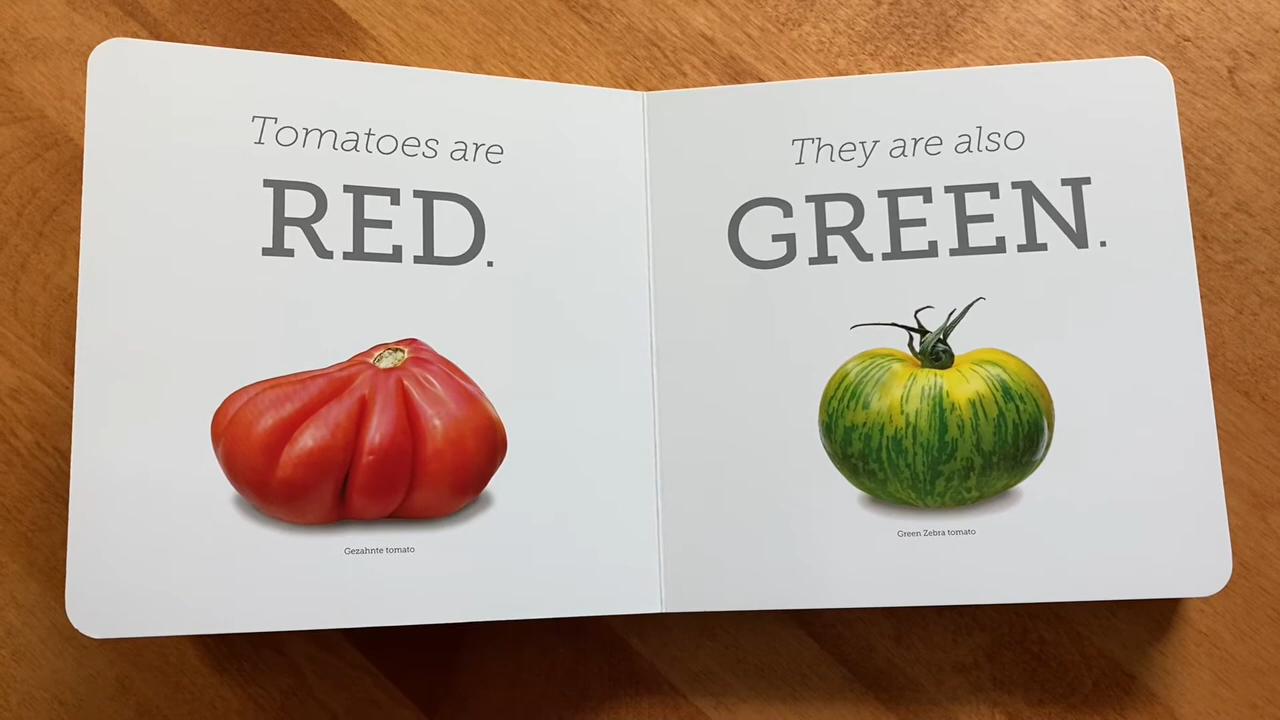 Tomatoes are
RED.
Gezahnte tomato
They are also
GREEN.
Green Zebra tomato